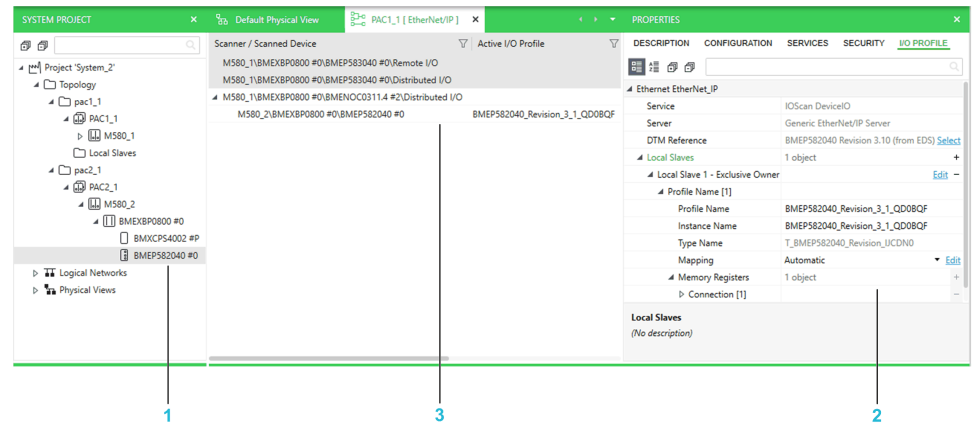 SYSTEM PROJECT ×
Project 'System_2'
Topology
pac1_1
PAC1_1
M580_1
Local Slaves
pac2_1
PAC2_1
M580_2
BMEXBP0800 #0
BMXCPS4002 #P
BMEP582040 #0
Logical Networks
Physical Views
Default Physical View
PAC1_1 [ EtherNet/IP ] ×
Scanner / Scanned Device Active I/O Profile
M580_1\BMEXBP0800 #0\BMEP583040 #0\Remote I/O
M580_1\BMEXBP0800 #0\BMEP583040 #0\Distributed I/O
M580_1\BMEXBP0800 #0\BMENOC0311.4 #2\Distributed I/O
M580_2\BMEXBP0800 #0\BMEP582040 #0 BMEP582040_Revision_3_1_QD0BQF
PROPERTIES ×
DESCRIPTION CONFIGURATION SERVICES SECURITY I/O PROFILE
Ethernet EtherNet_IP
Service IOScan DeviceIO
Server Generic EtherNet/IP Server
DTM Reference BMEP582040 Revision 3.10 (from EDS) Select
Local Slaves 1 object +
Local Slave 1 - Exclusive Owner Edit −
Profile Name [1]
Profile Name BMEP582040_Revision_3_1_QD0BQF
Instance Name BMEP582040_Revision_3_1_QD0BQF
Type Name T_BMEP582040_Revision_IJCDN0
Mapping Automatic Edit
Memory Registers 1 object +
Connection [1] −
Local Slaves
(No description)
1
3
2